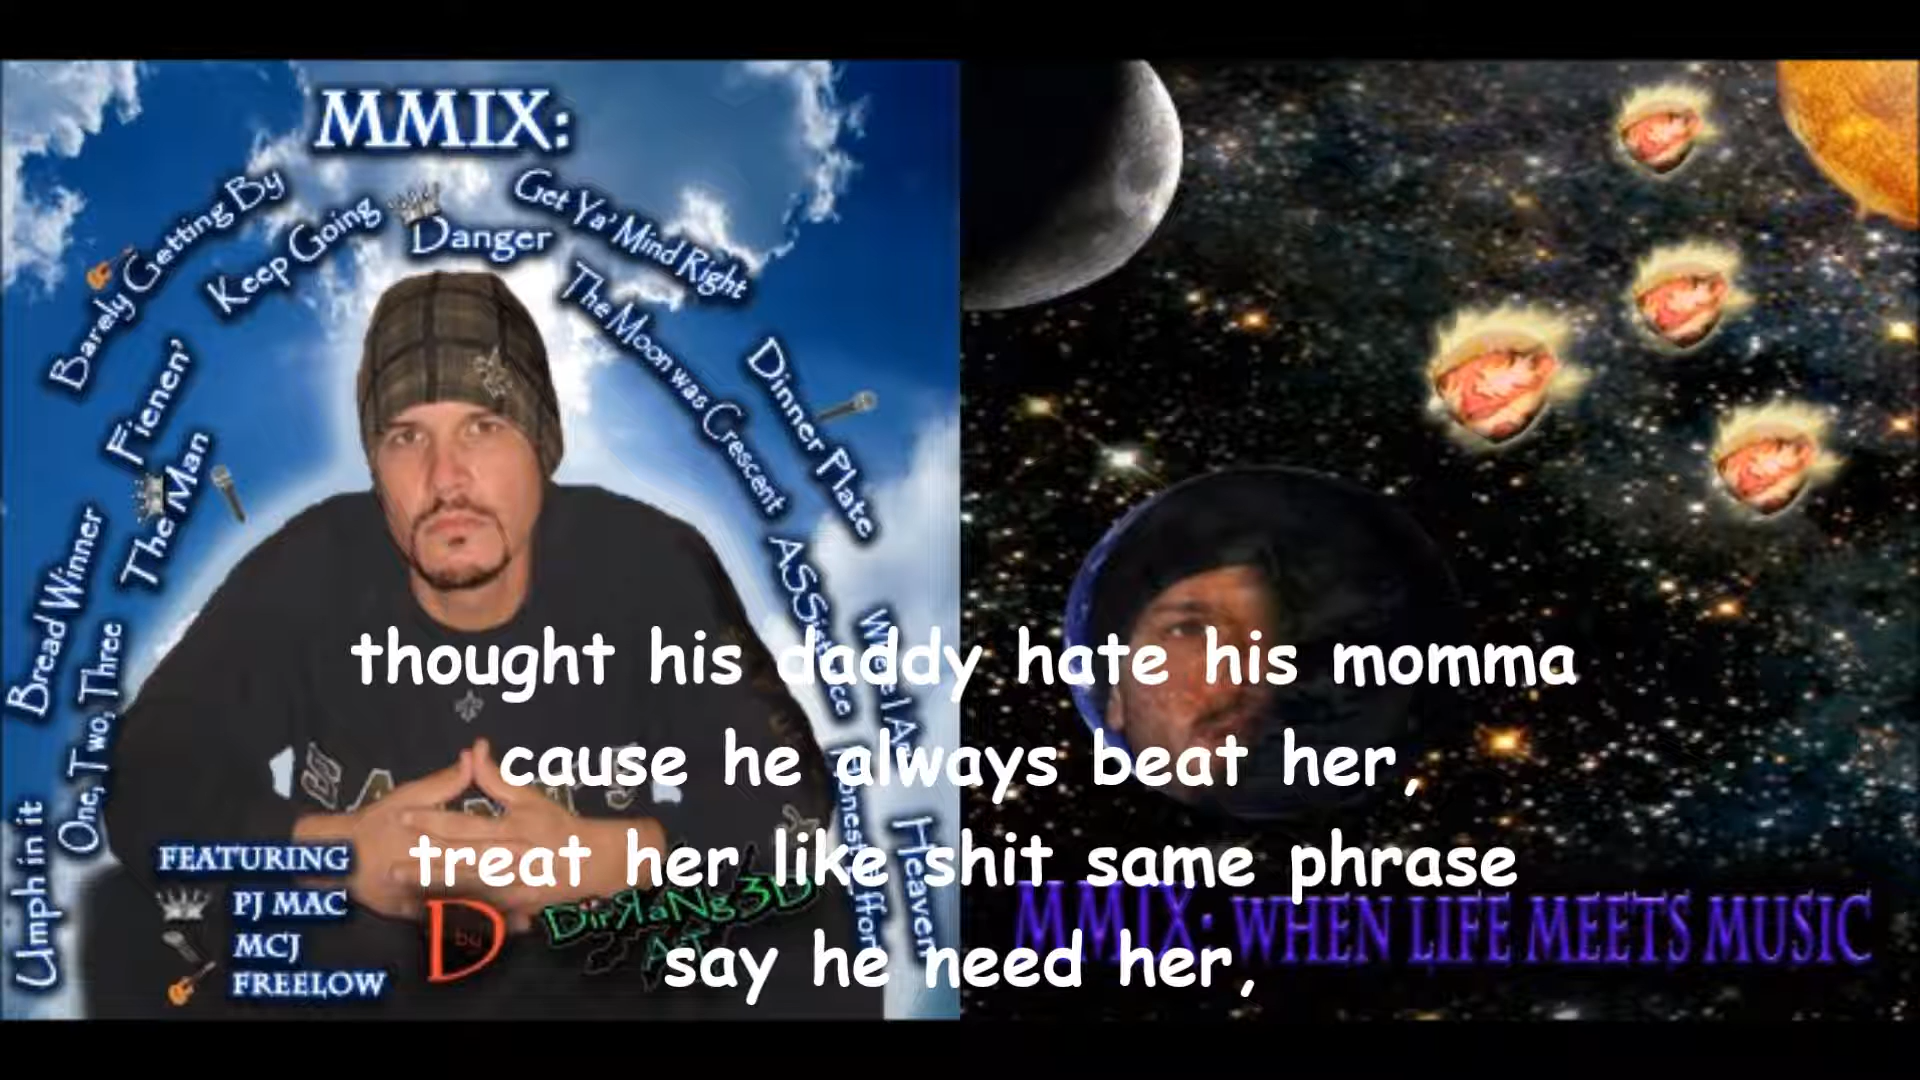 MMIX:
Barely Getting By
Keep Going
Danger
Get Ya' Mind Right
The Moon was Crescent
Dinner Plate
Fienen'
The Man
Bread Winner
One, Two, Three
Umph in it
Heaven
FEATURING
PJ MAC
MCJ
FREELOW
D
by
DirЯaNg3D
Art
MMIX: WHEN LIFE MEETS MUSIC
thought his daddy hate his momma
cause he always beat her,
treat her like shit same phrase
say he need her,